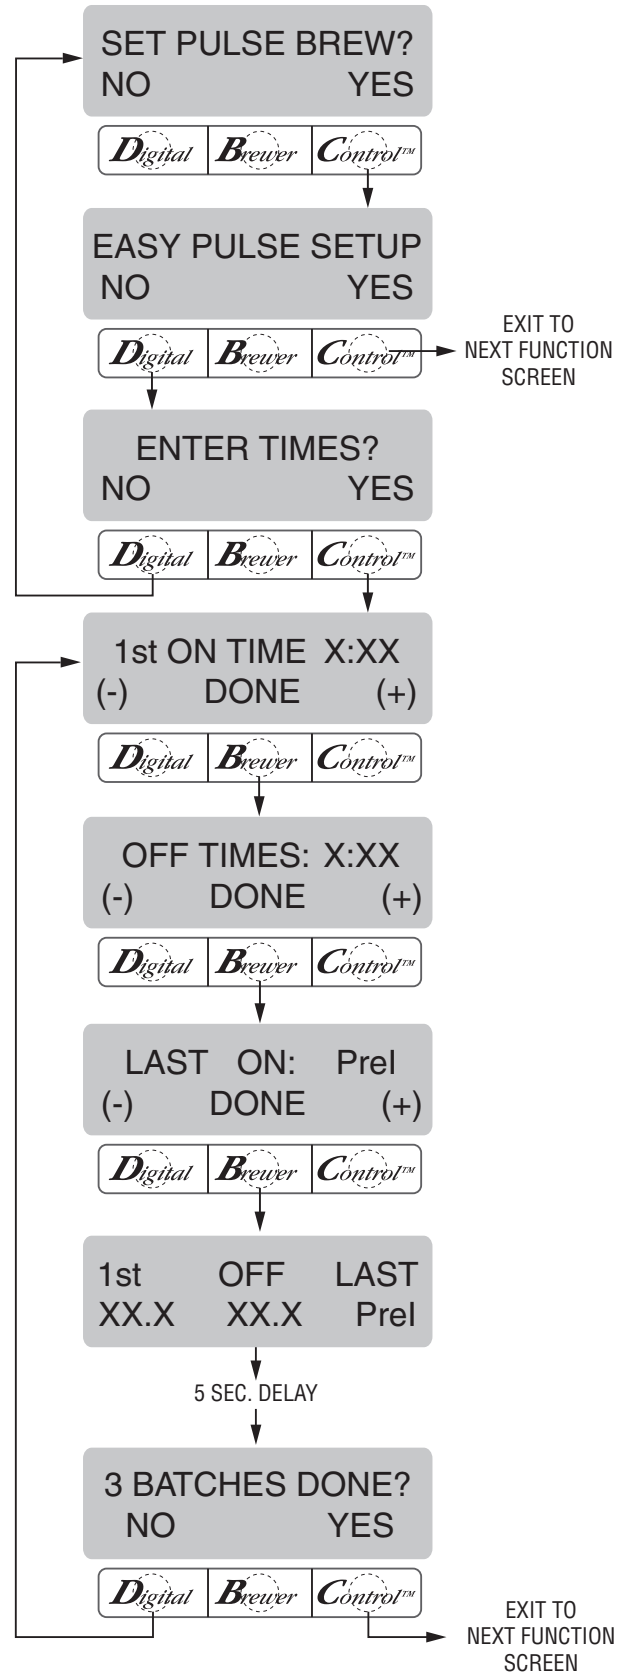 SET PULSE BREW?
NO YES
Digital Brewer Control™
EASY PULSE SETUP
NO YES
Digital Brewer Control™
EXIT TO
NEXT FUNCTION
SCREEN
ENTER TIMES?
NO YES
Digital Brewer Control™
1st ON TIME X:XX
(-) DONE (+)
Digital Brewer Control™
OFF TIMES: X:XX
(-) DONE (+)
Digital Brewer Control™
LAST ON: PreI
(-) DONE (+)
Digital Brewer Control™
1st OFF LAST
XX.X XX.X PreI
5 SEC. DELAY
3 BATCHES DONE?
NO YES
Digital Brewer Control™
EXIT TO
NEXT FUNCTION
SCREEN